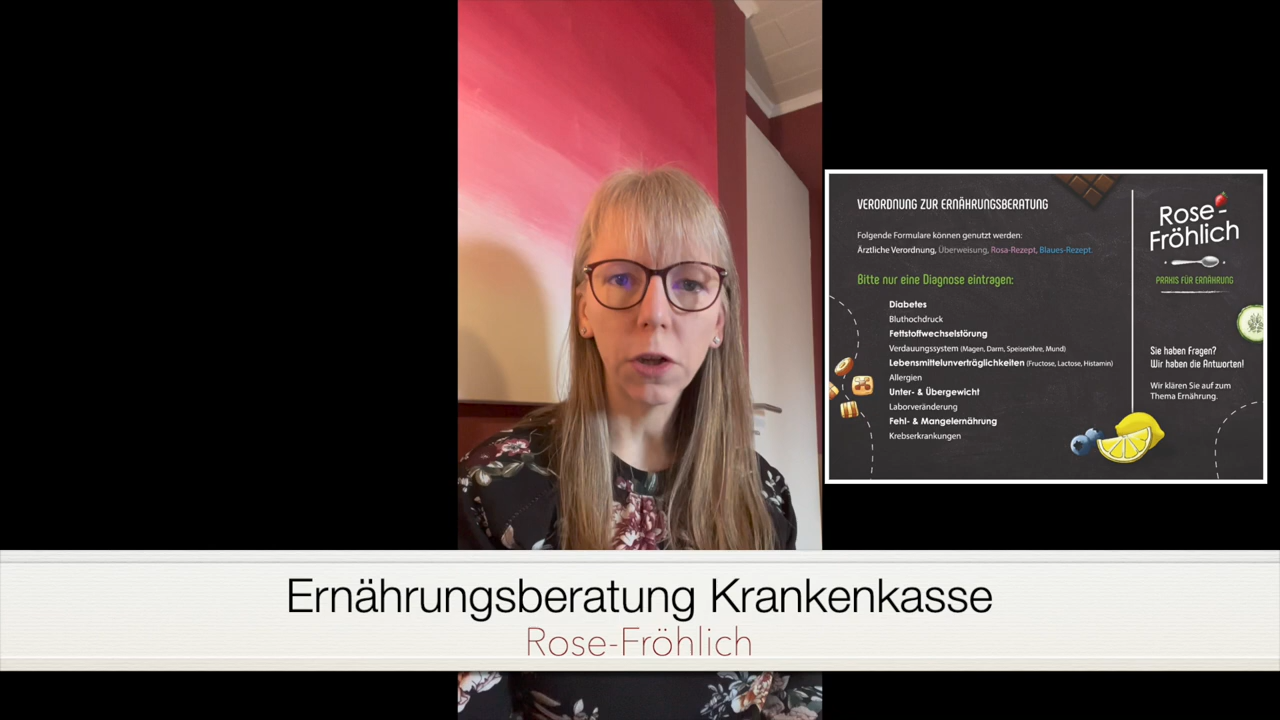 VERORDNUNG ZUR ERNÄHRUNGSBERATUNG
Folgende Formulare können genutzt werden:
Ärztliche Verordnung, Überweisung, Rosa-Rezept, Blaues-Rezept.
Bitte nur eine Diagnose eintragen:
Diabetes
Bluthochdruck
Fettstoffwechselstörung
Verdauungssystem (Magen, Darm, Speiseröhre, Mund)
Lebensmittelunverträglichkeiten (Fructose, Lactose, Histamin)
Allergien
Unter- & Übergewicht
Laborveränderung
Fehl- & Mangelernährung
Krebserkrankungen
Rose-
Fröhlich
PRAXIS FÜR ERNÄHRUNG
Sie haben Fragen?
Wir haben die Antworten!
Wir klären Sie auf zum
Thema Ernährung.
Ernährungsberatung Krankenkasse
Rose-Fröhlich